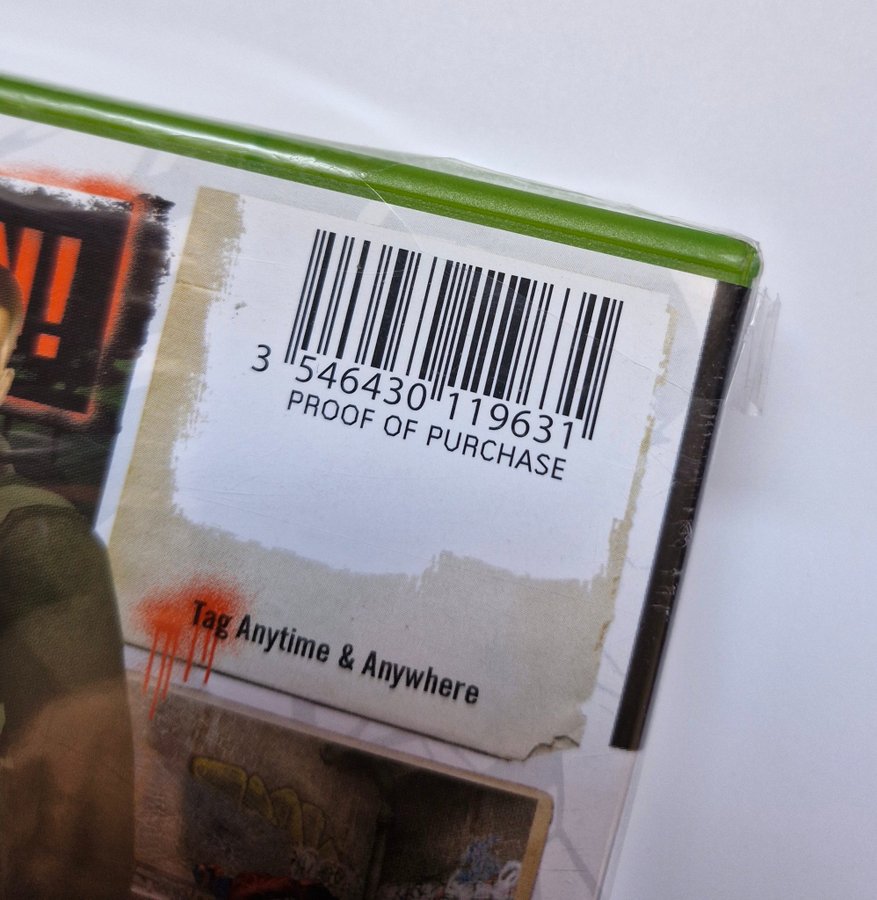 !
3 546430 119631
PROOF OF PURCHASE
Tag Anytime & Anywhere